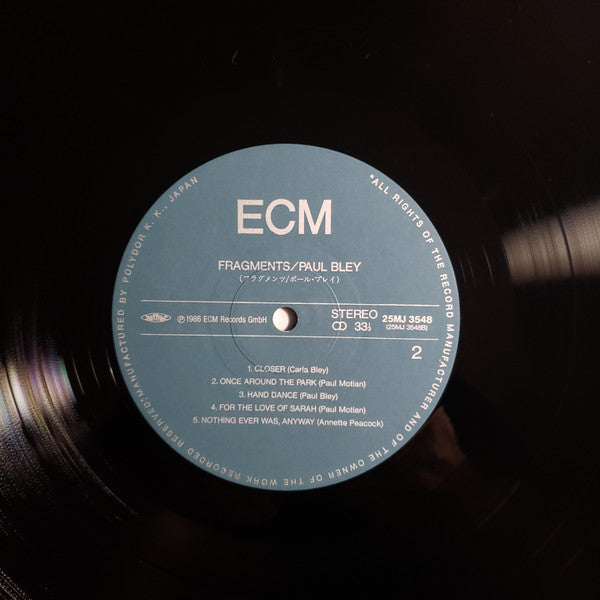 ECM
FRAGMENTS/PAUL BLEY
(フラグメンツ/ポール・ブレイ)
℗1986 ECM Records GmbH
STEREO
33⅓
25MJ 3548
(25MJ 3548B)
2
1. CLOSER (Carla Bley)
2. ONCE AROUND THE PARK (Paul Motian)
3. HAND DANCE (Paul Bley)
4. FOR THE LOVE OF SARAH (Paul Motian)
5. NOTHING EVER WAS, ANYWAY (Annette Peacock)
"ALL RIGHTS OF THE RECORD MANUFACTURER AND OF THE OWNER OF THE WORK RECORDED RESERVED" MANUFACTURED BY POLYDOR K. K., JAPAN